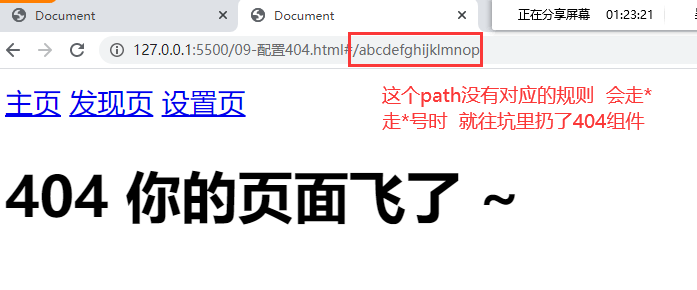 Document
Document
正在分享屏幕 01:23:21
127.0.0.1:5500/09-配置404.html#/abcdefghijklmnop
主页 发现页 设置页
这个path没有对应的规则 会走*
走*号时 就往坑里扔了404组件
404 你的页面飞了 ~